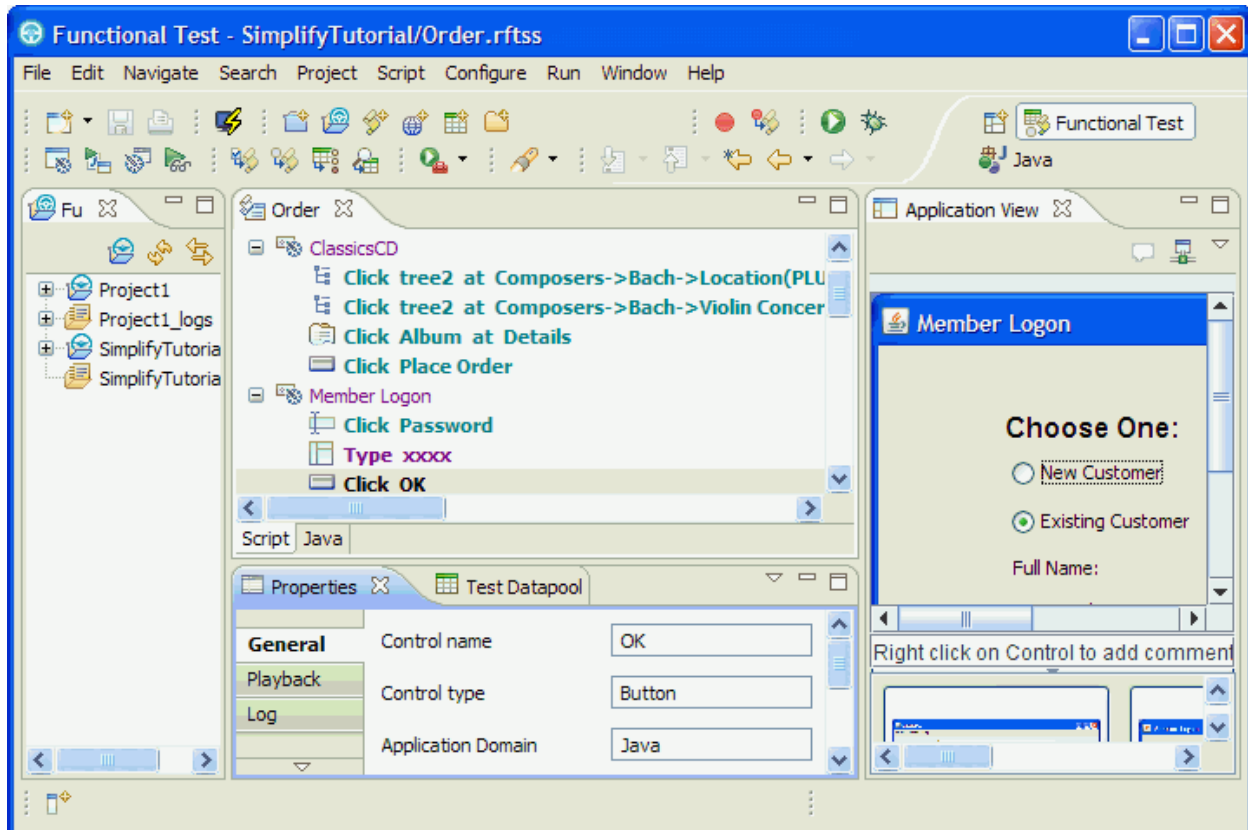 Functional Test - SimplifyTutorial/Order.rftss
File Edit Navigate Search Project Script Configure Run Window Help
Functional Test
Java
Fu
Project1
Project1_logs
SimplifyTutoria
SimplifyTutoria
Order
ClassicsCD
Click tree2 at Composers->Bach->Location(PLU
Click tree2 at Composers->Bach->Violin Concer
Click Album at Details
Click Place Order
Member Logon
Click Password
Type xxxx
Click OK
Script Java
Properties Test Datapool
General
Playback
Log
Control name OK
Control type Button
Application Domain Java
Application View
Member Logon
Choose One:
New Customer
Existing Customer
Full Name:
Right click on Control to add comment